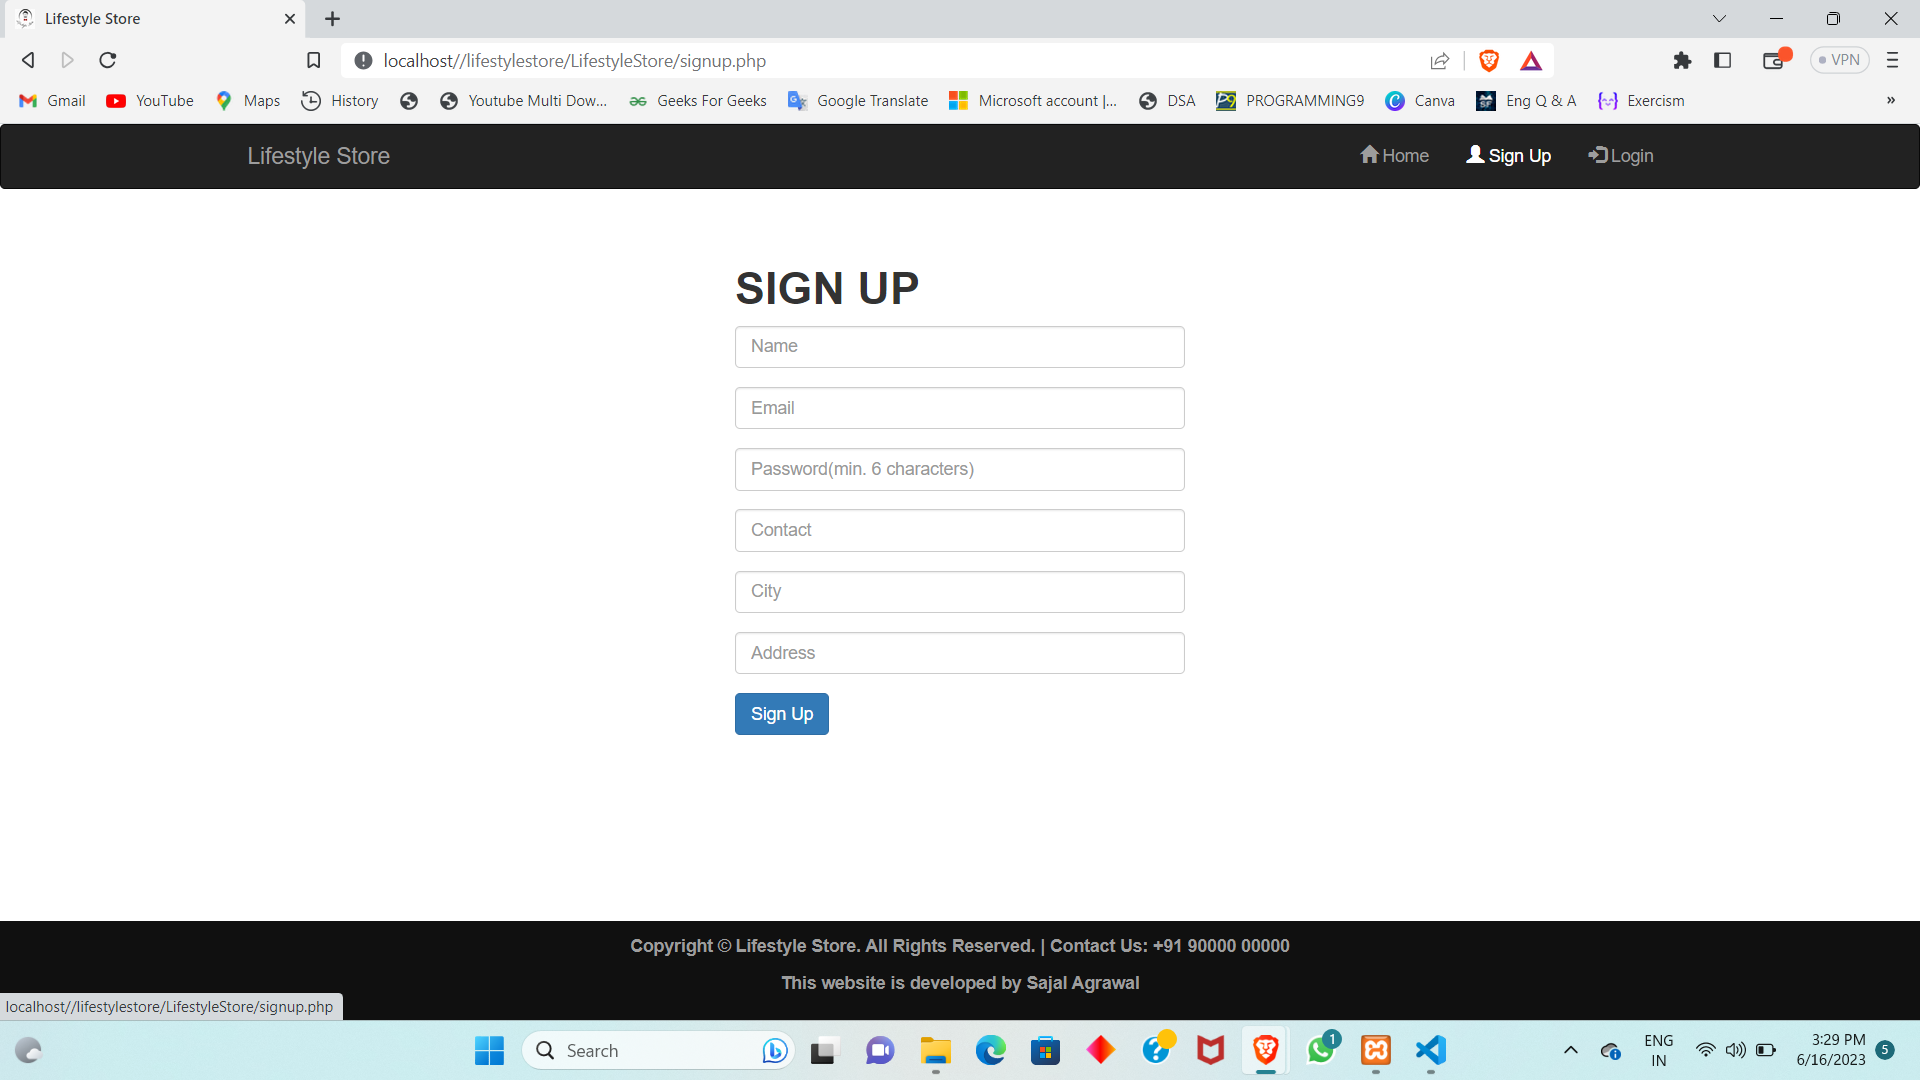 Lifestyle Store
localhost//lifestylestore/LifestyleStore/signup.php
VPN
Gmail YouTube Maps History Youtube Multi Dow... Geeks For Geeks Google Translate Microsoft account |... DSA PROGRAMMING9 Canva Eng Q & A Exercism »
Lifestyle Store Home Sign Up Login
SIGN UP
Name
Email
Password(min. 6 characters)
Contact
City
Address
Sign Up
Copyright © Lifestyle Store. All Rights Reserved. | Contact Us: +91 90000 00000
This website is developed by Sajal Agrawal
localhost//lifestylestore/LifestyleStore/signup.php
Search
1
ENG
IN
3:29 PM
6/16/2023
5